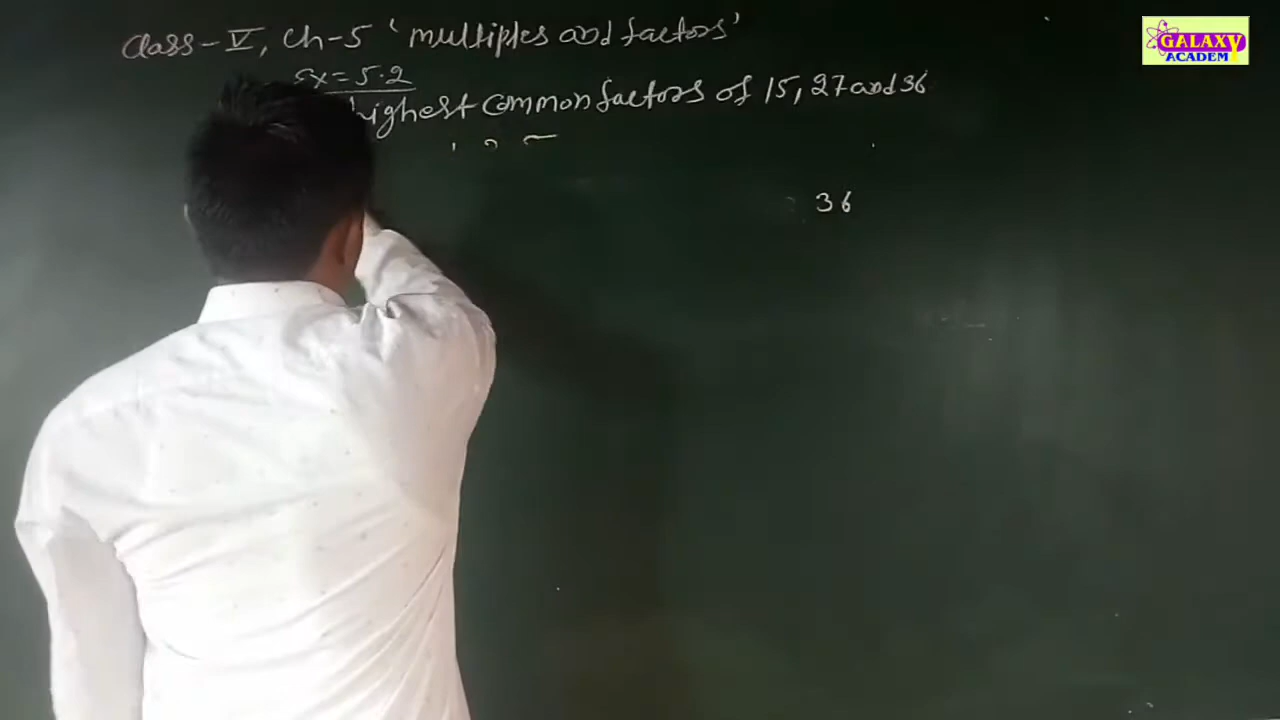 Class-V, Ch-5 'multiples and factors'
Ex=5.2
highest common factors of 15, 27 and 36
36
GALAXY
ACADEM